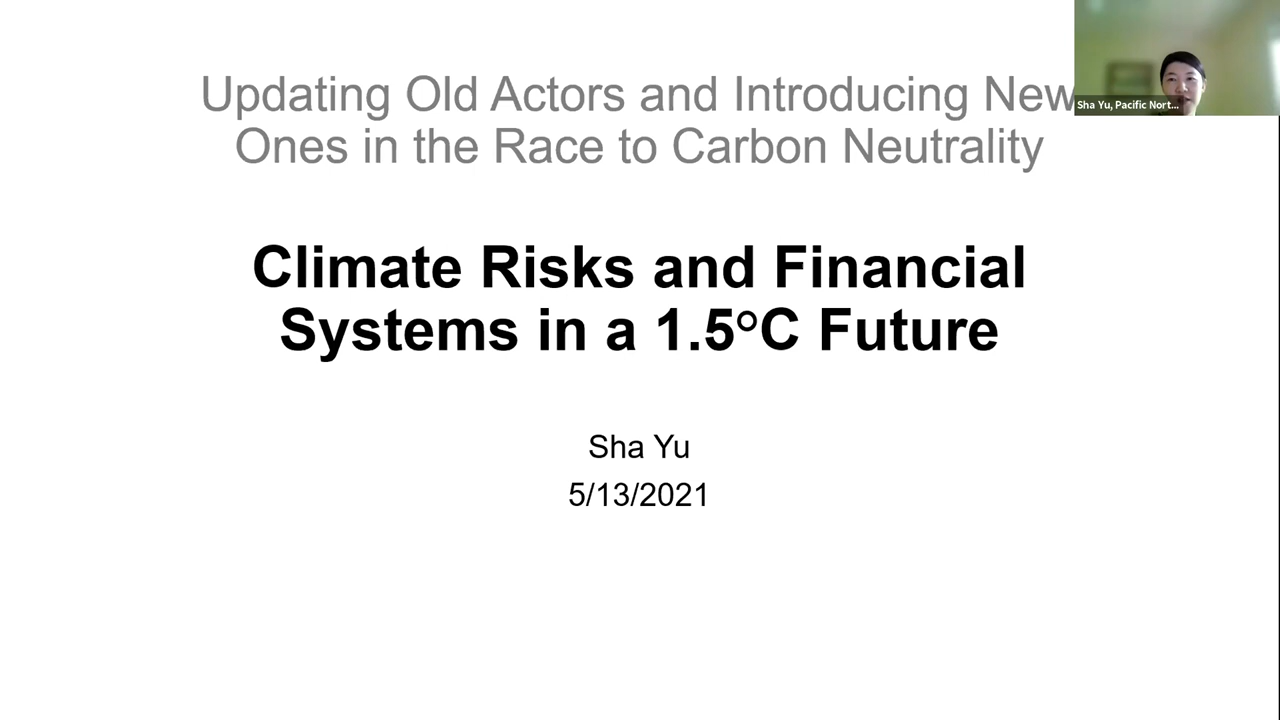 Updating Old Actors and Introducing New
Ones in the Race to Carbon Neutrality
Sha Yu, Pacific Nort...
Climate Risks and Financial
Systems in a 1.5°C Future
Sha Yu
5/13/2021